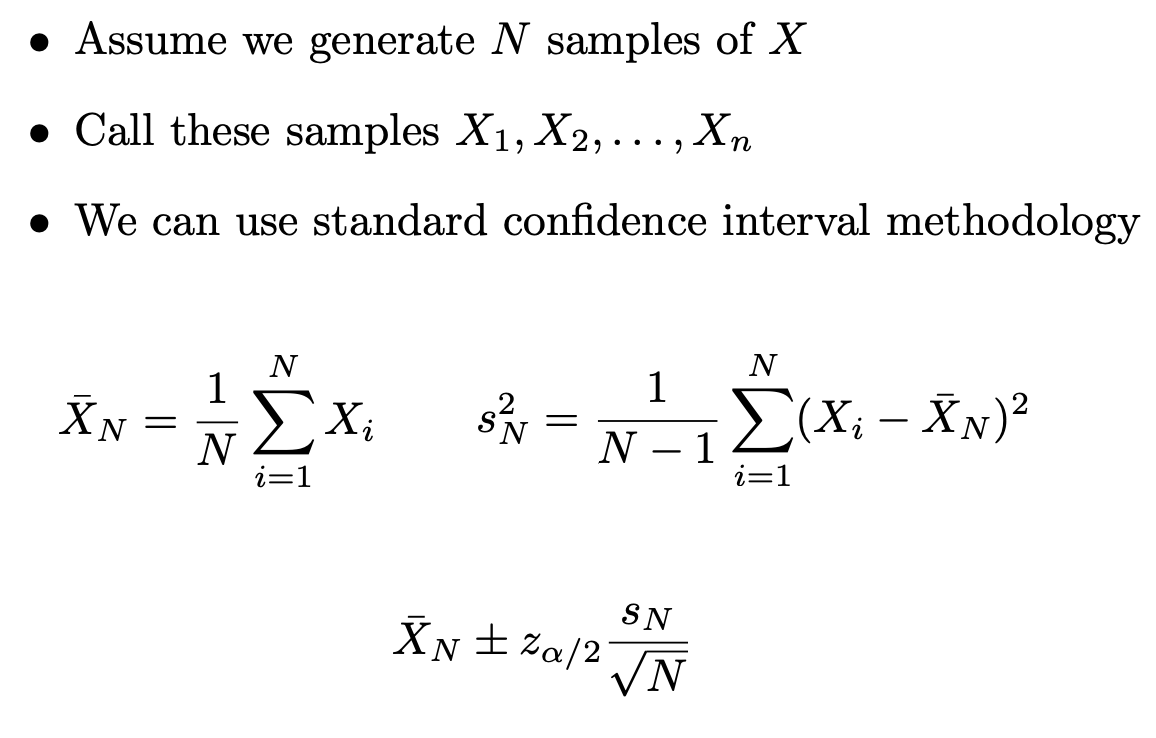 • Assume we generate $N$ samples of $X$
• Call these samples $X_1, X_2, \ldots, X_n$
• We can use standard confidence interval methodology
$\bar{X}_N = \frac{1}{N} \sum_{i=1}^{N} X_i \qquad s_N^2 = \frac{1}{N-1} \sum_{i=1}^{N} (X_i - \bar{X}_N)^2$
$\bar{X}_N \pm z_{\alpha/2} \frac{s_N}{\sqrt{N}}$